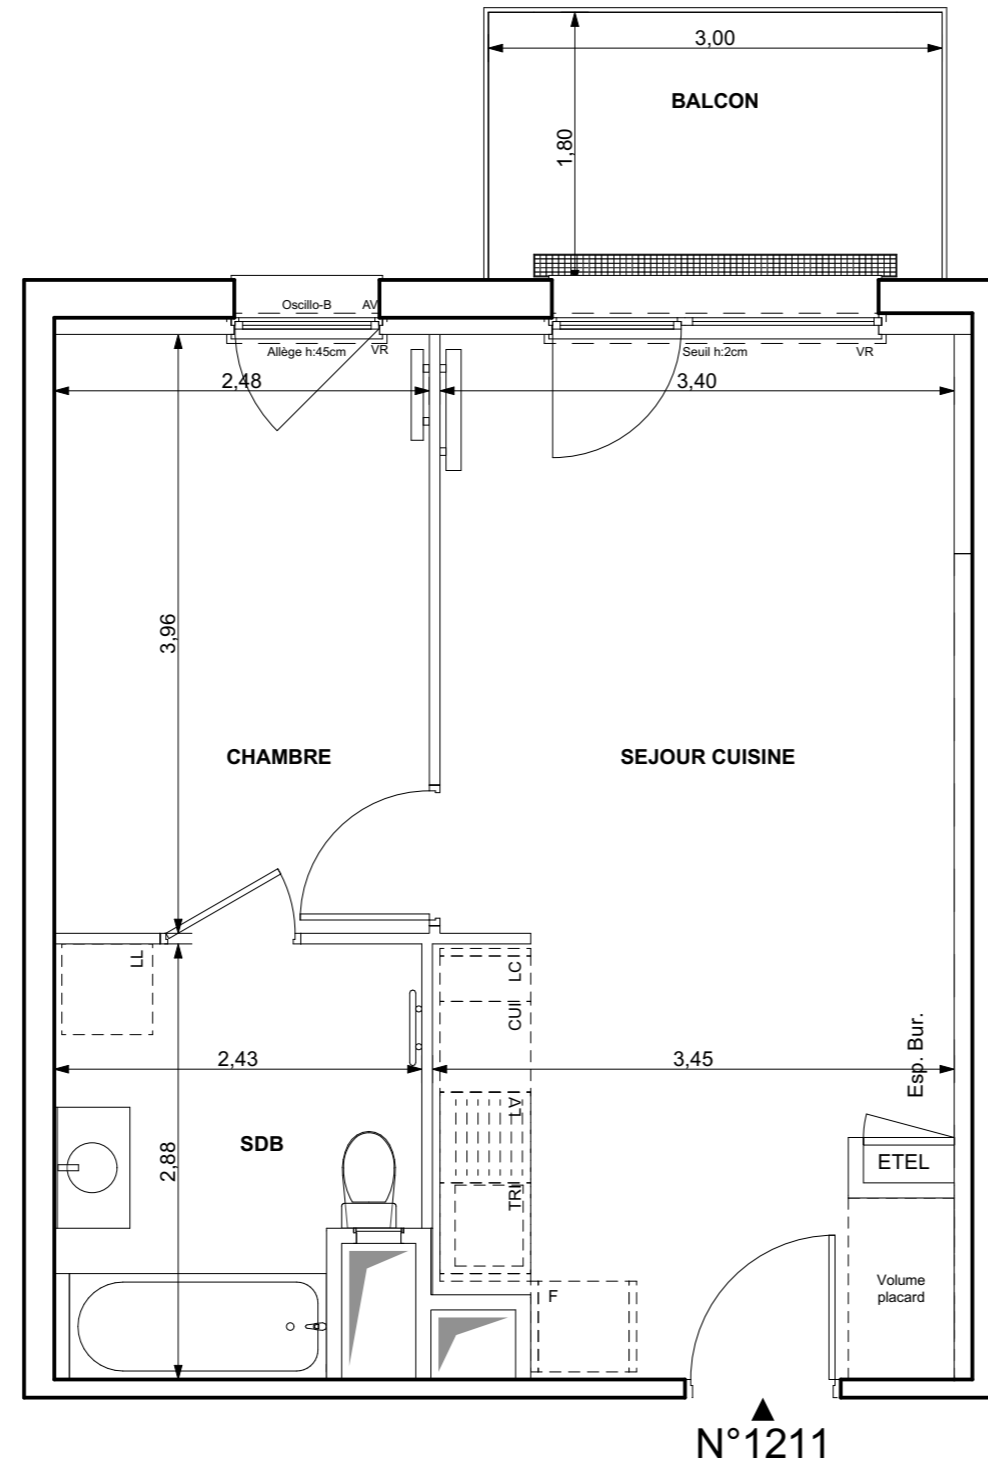 3,00
BALCON
1,80
Oscillo-B
AV
Allège h:45cm
VR
Seuil h:2cm
VR
2,48
3,40
3,96
CHAMBRE
SEJOUR CUISINE
LL
LC
CUI
Esp. Bur.
2,43
3,45
LV
SDB
2,88
ETEL
TRI
Volume
placard
F
N°1211